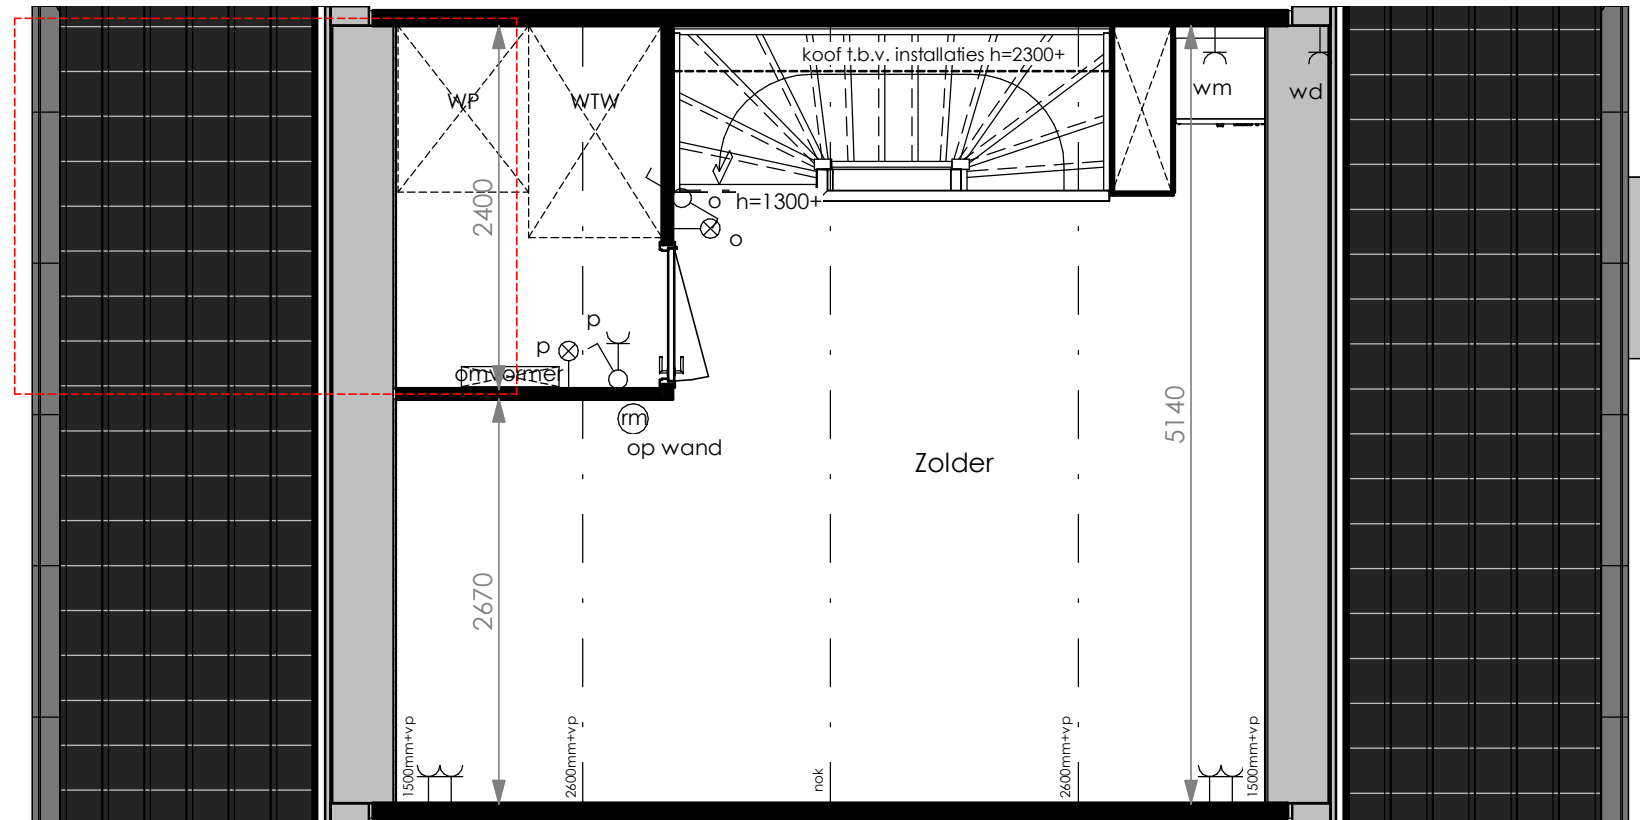 koof t.b.v. installaties h=2300+
WP
WTW
wm
wd
2400
o h=1300+
o
p
p
omvormer
rm
op wand
5140
Zolder
2670
1500mm+vp
2600mm+vp
nok
2600mm+vp
1500mm+vp